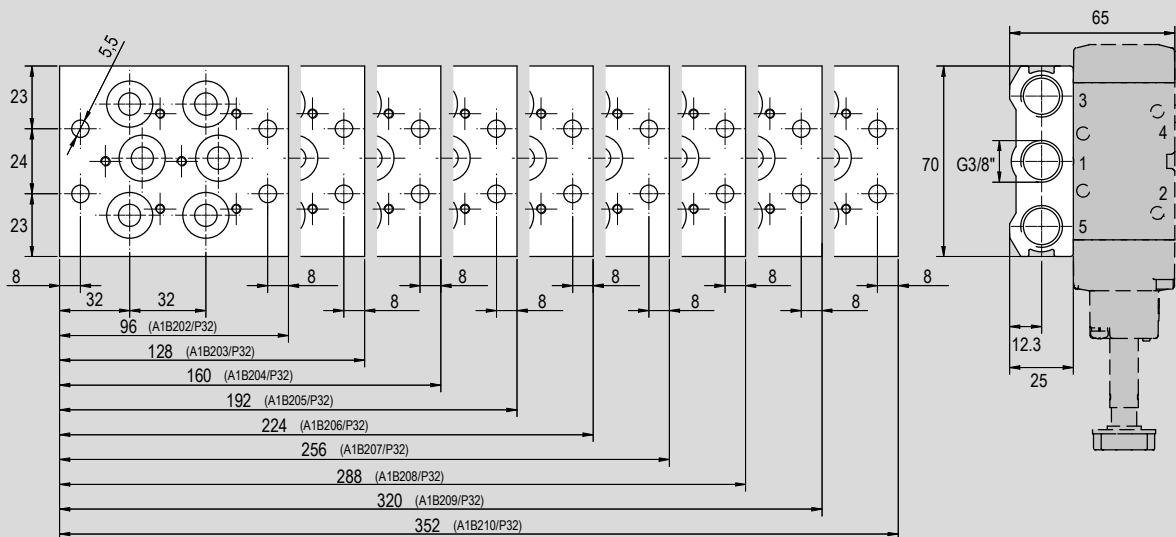 65
5,5
23
24
23
3
4
1
2
5
70
G3/8"
8
8
8
8
8
8
8
8
8
8
32
32
12.3
25
96 (A1B202/P32)
128 (A1B203/P32)
160 (A1B204/P32)
192 (A1B205/P32)
224 (A1B206/P32)
256 (A1B207/P32)
288 (A1B208/P32)
320 (A1B209/P32)
352 (A1B210/P32)